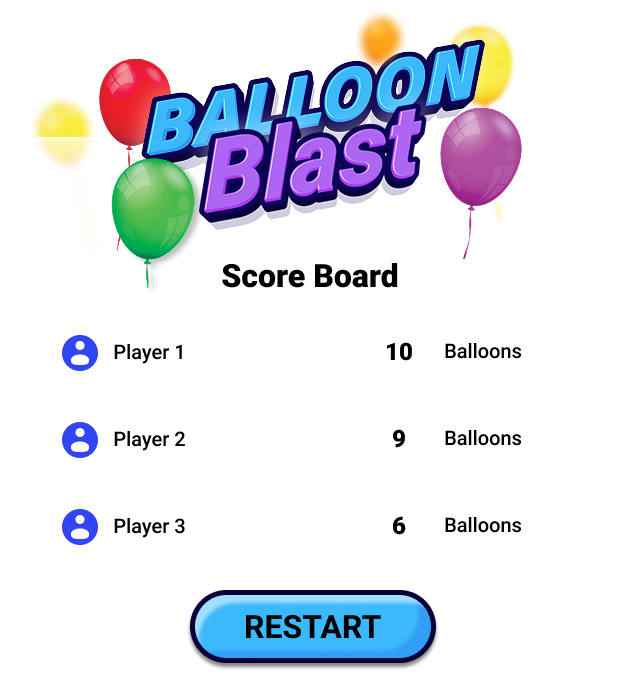 BALLOON
Blast
Score Board
Player 1 10 Balloons
Player 2 9 Balloons
Player 3 6 Balloons
RESTART